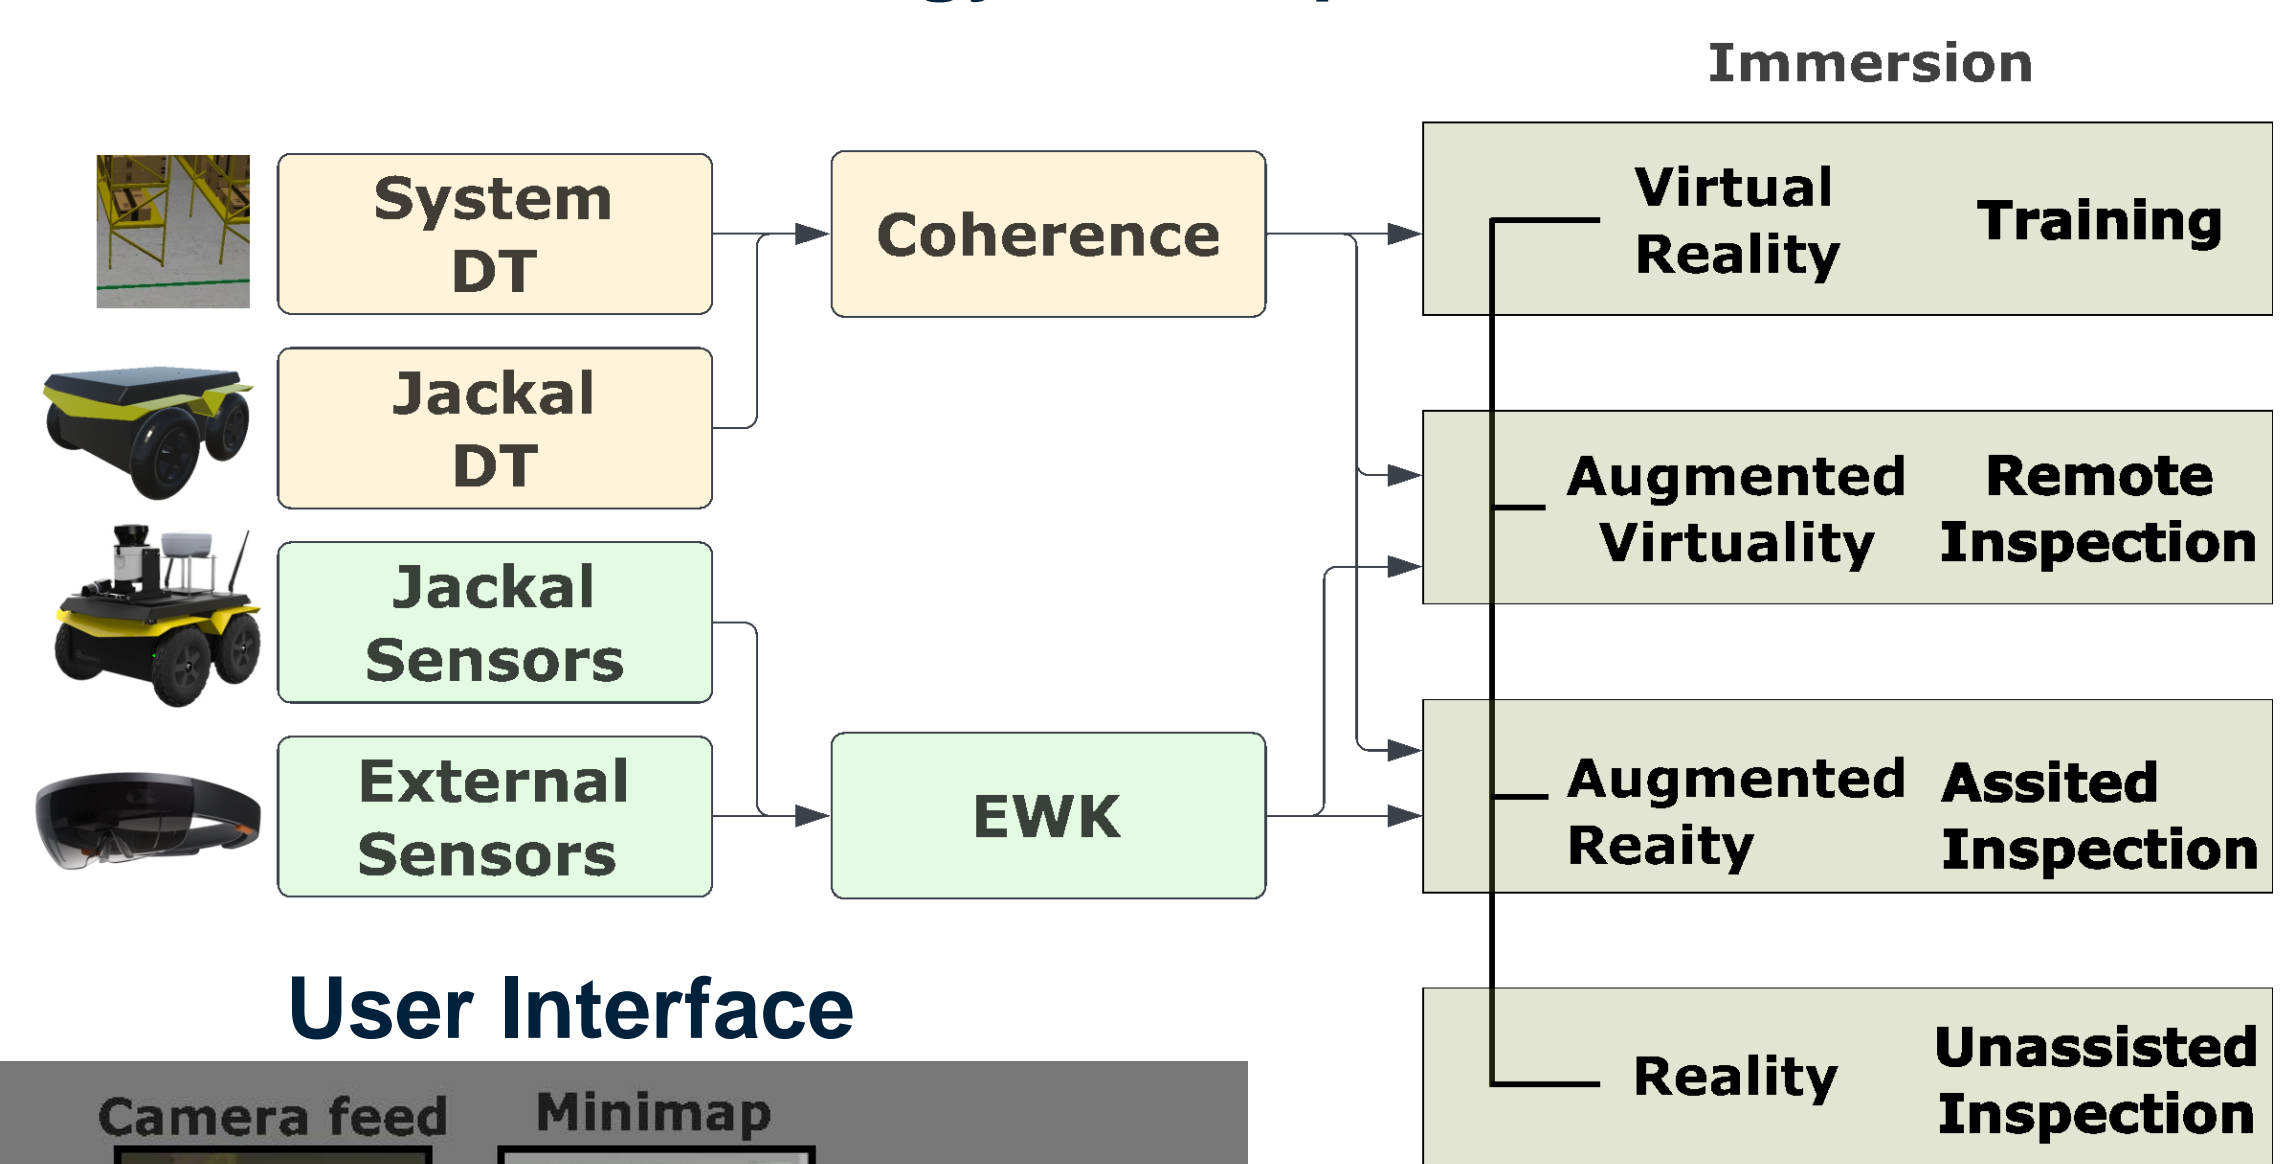 Immersion
System
DT
Coherence
Virtual
Reality
Training
Jackal
DT
Augmented
Virtuality
Remote
Inspection
Jackal
Sensors
External
Sensors
EWK
Augmented
Reaity
Assited
Inspection
User Interface
Reality
Unassisted
Inspection
Camera feed
Minimap